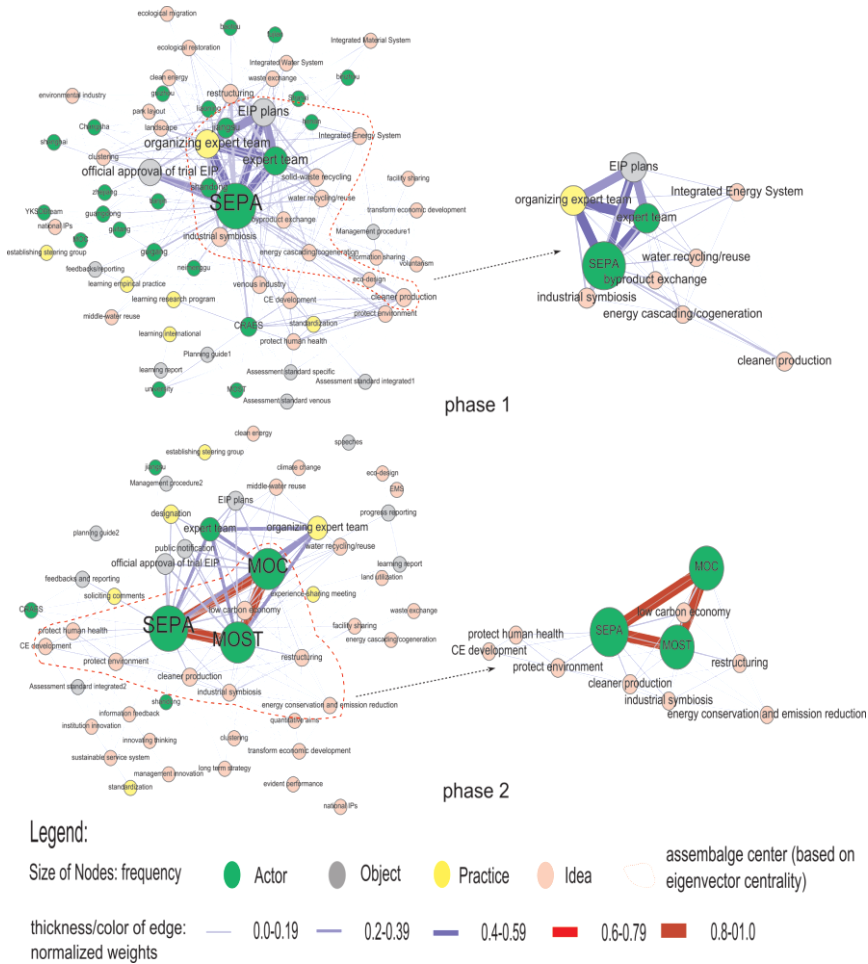 ecological migration
ecological restoration
Integrated Material System
Integrated Water System
clean energy
waste exchange
restructuring
environmental industry
park layout
landscape
EIP plans
organizing expert team
expert team
Integrated Energy System
shanghai
clustering
official approval of trial EIP
shandong
solid-waste recycling
facility sharing
SEPA
water recycling/reuse
YKSU stream
national IPs
guangdong
byproduct exchange
transform economic development
MOC
industrial symbiosis
Management procedure1
establishing steering group
feedbacks/reporting
neimenggu
energy cascading/cogeneration
information sharing
voluntarism
learning empirical practice
venous industry
eco-design
learning research program
CE development
cleaner production
middle-water reuse
learning international
CRAES
standardization
protect environment
protect human health
Planning guide1
learning report
university
MOST
Assessment standard specific
Assessment standard integrated1
Assessment standard venous
EIP plans
organizing expert team
Integrated Energy System
expert team
SEPA
water recycling/reuse
byproduct exchange
industrial symbiosis
energy cascading/cogeneration
cleaner production
phase 1
clean energy
establishing steering group
speeches
jiangsu
climate change
Management procedure2
middle-water reuse
eco-design
EMS
EIP plans
designation
progress reporting
expert team
organizing expert team
planning guide2
public notification
water recycling/reuse
official approval of trial EIP
MOC
learning report
feedbacks and reporting
land utilization
soliciting comments
experience-sharing meeting
CRAES
low carbon economy
waste exchange
SEPA
facility sharing
protect human health
MOST
energy cascading/cogeneration
CE development
restructuring
protect environment
cleaner production
Assessment standard integrated2
industrial symbiosis
shandong
energy conservation and emission reduction
information feedback
quantitative aims
institution innovation
innovating thinking
clustering
sustainable service system
transform economic development
management innovation
long term strategy
standardization
evident performance
national IPs
MOC
low carbon economy
SEPA
protect human health
MOST
CE development
restructuring
protect environment
cleaner production
industrial symbiosis
energy conservation and emission reduction
phase 2
Legend:
Size of Nodes: frequency
Actor
Object
Practice
Idea
assembalge center (based on
eigenvector centrality)
thickness/color of edge:
normalized weights
0.0-0.19
0.2-0.39
0.4-0.59
0.6-0.79
0.8-01.0